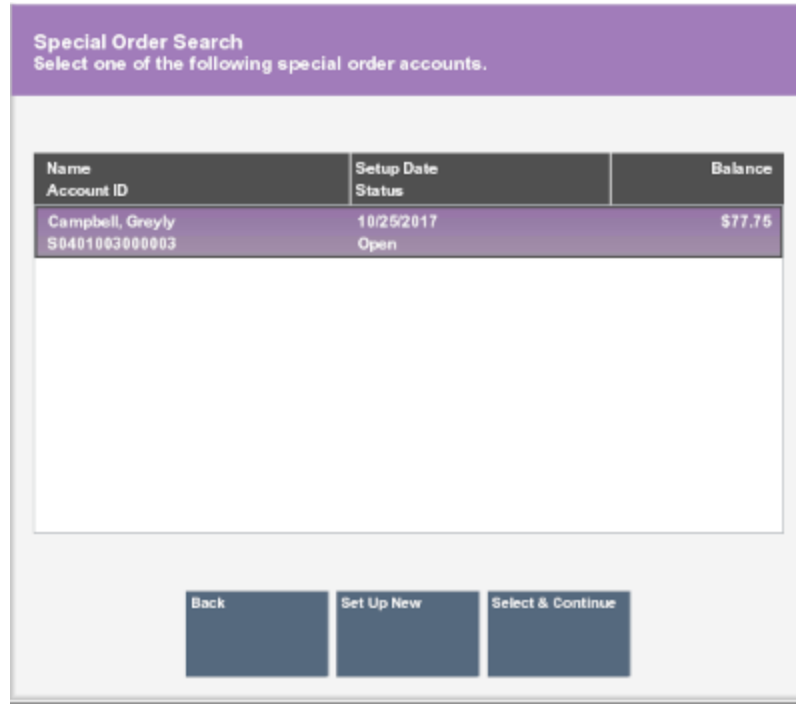 Special Order Search
Select one of the following special order accounts.
Name Setup Date Balance
Account ID Status
Campbell, Greyly 10/25/2017 $77.75
S0401003000003 Open
Back Set Up New Select & Continue